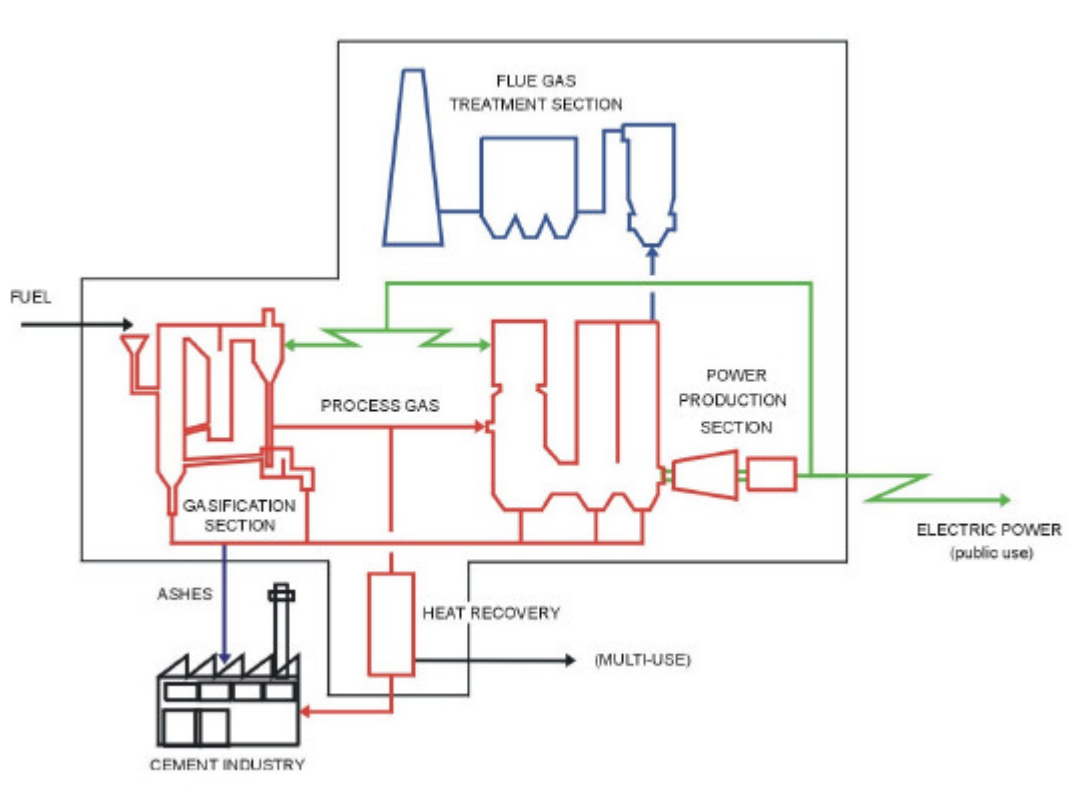 FLUE GAS
TREATMENT SECTION
FUEL
PROCESS GAS
POWER
PRODUCTION
SECTION
GASIFICATION
SECTION
ELECTRIC POWER
(public use)
ASHES
HEAT RECOVERY
(MULTI-USE)
CEMENT INDUSTRY